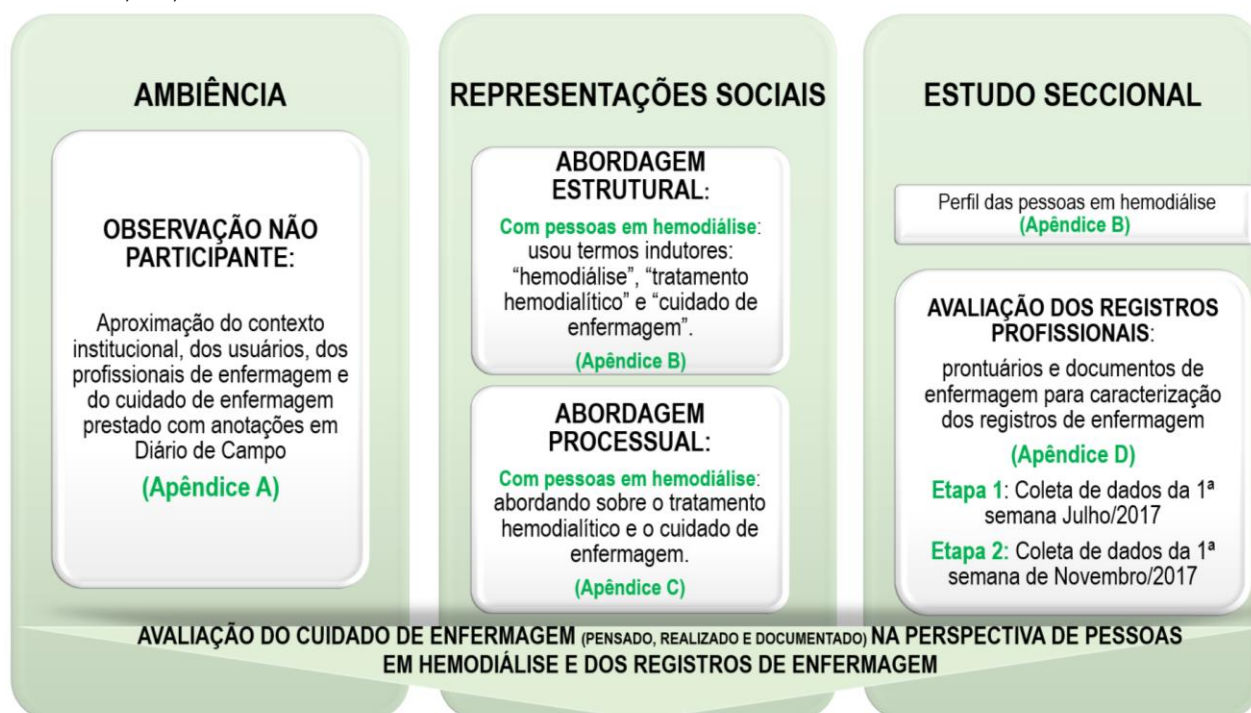 AMBIÊNCIA
OBSERVAÇÃO NÃO
PARTICIPANTE:
Aproximação do contexto
institucional, dos usuários, dos
profissionais de enfermagem e
do cuidado de enfermagem
prestado com anotações em
Diário de Campo
(Apêndice A)
REPRESENTAÇÕES SOCIAIS
ABORDAGEM
ESTRUTURAL:
Com pessoas em hemodiálise:
usou termos indutores:
“hemodiálise”, “tratamento
hemodialítico” e “cuidado de
enfermagem”.
(Apêndice B)
ABORDAGEM
PROCESSUAL:
Com pessoas em hemodiálise:
abordando sobre o tratamento
hemodialítico e o cuidado de
enfermagem.
(Apêndice C)
ESTUDO SECCIONAL
Perfil das pessoas em hemodiálise
(Apêndice B)
AVALIAÇÃO DOS REGISTROS
PROFISSIONAIS:
prontuários e documentos de
enfermagem para caracterização
dos registros de enfermagem
(Apêndice D)
Etapa 1: Coleta de dados da 1ª
semana Julho/2017
Etapa 2: Coleta de dados da 1ª
semana de Novembro/2017
AVALIAÇÃO DO CUIDADO DE ENFERMAGEM (PENSADO, REALIZADO E DOCUMENTADO) NA PERSPECTIVA DE PESSOAS
EM HEMODIÁLISE E DOS REGISTROS DE ENFERMAGEM